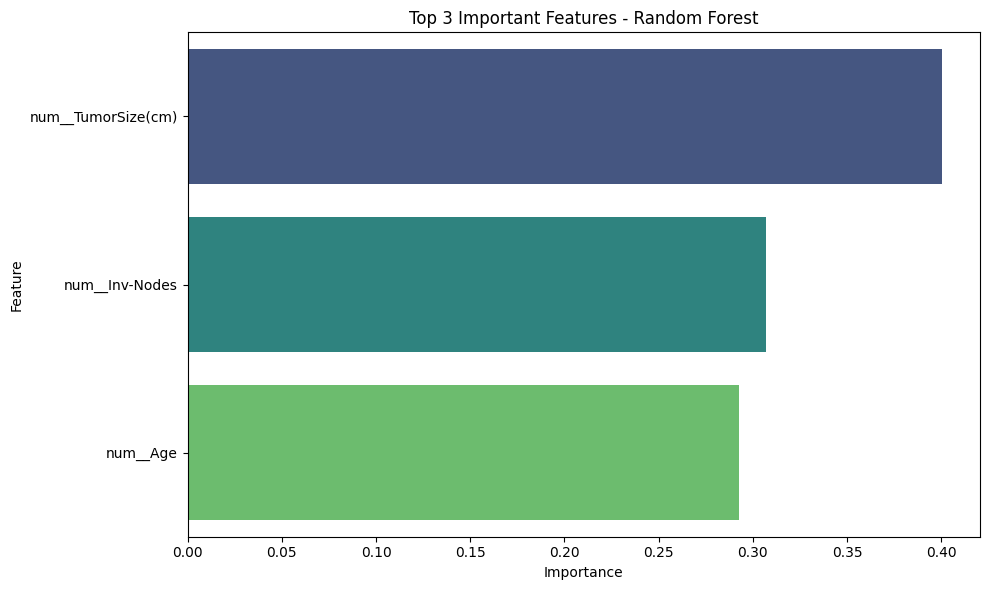 Top 3 Important Features - Random Forest
Feature
num__TumorSize(cm)
num__Inv-Nodes
num__Age
0.00 0.05 0.10 0.15 0.20 0.25 0.30 0.35 0.40
Importance